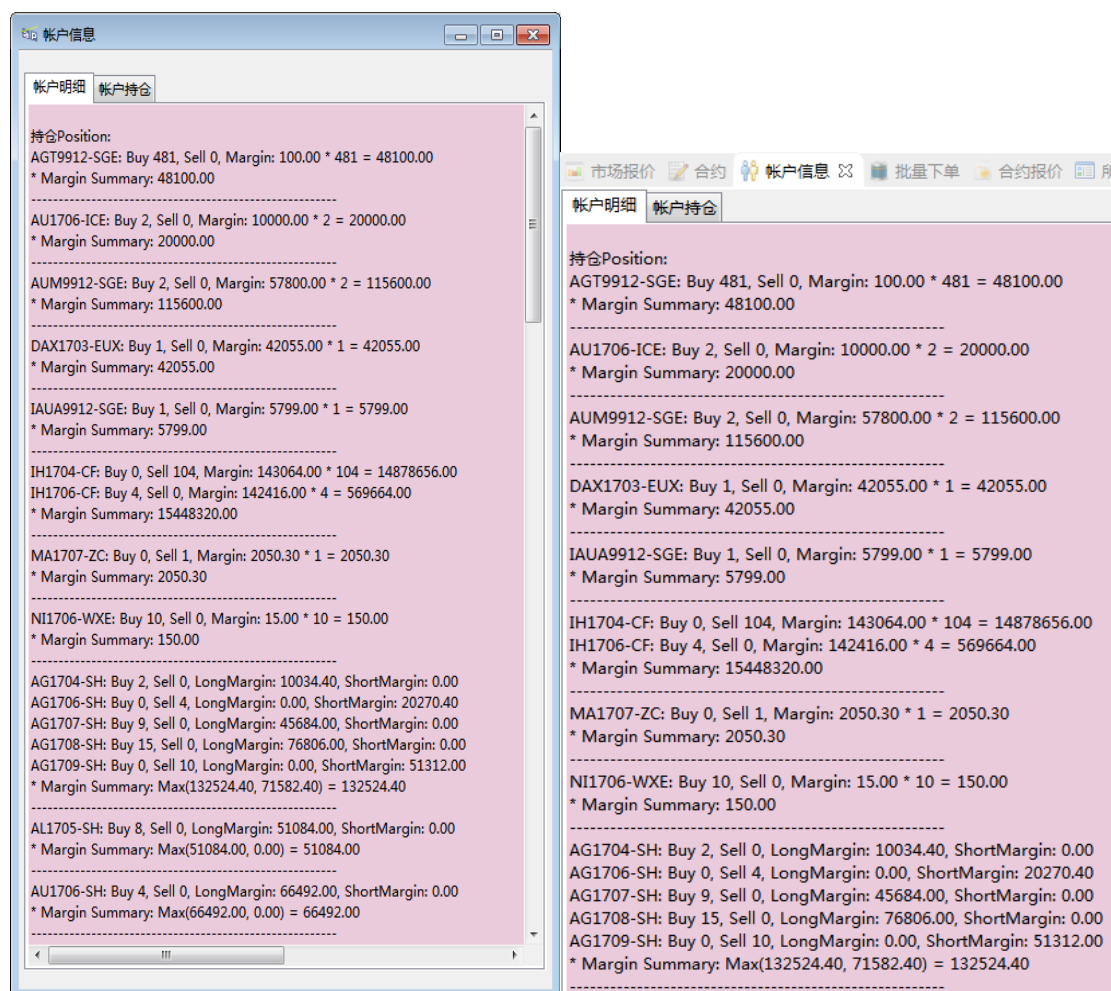 帐户信息
帐户明细 帐户持仓
持仓Position:
AGT9912-SGE: Buy 481, Sell 0, Margin: 100.00 * 481 = 48100.00
* Margin Summary: 48100.00
--------------------------------------------------------
AU1706-ICE: Buy 2, Sell 0, Margin: 10000.00 * 2 = 20000.00
* Margin Summary: 20000.00
--------------------------------------------------------
AUM9912-SGE: Buy 2, Sell 0, Margin: 57800.00 * 2 = 115600.00
* Margin Summary: 115600.00
--------------------------------------------------------
DAX1703-EUX: Buy 1, Sell 0, Margin: 42055.00 * 1 = 42055.00
* Margin Summary: 42055.00
--------------------------------------------------------
IAUA9912-SGE: Buy 1, Sell 0, Margin: 5799.00 * 1 = 5799.00
* Margin Summary: 5799.00
--------------------------------------------------------
IH1704-CF: Buy 0, Sell 104, Margin: 143064.00 * 104 = 14878656.00
IH1706-CF: Buy 4, Sell 0, Margin: 142416.00 * 4 = 569664.00
* Margin Summary: 15448320.00
--------------------------------------------------------
MA1707-ZC: Buy 0, Sell 1, Margin: 2050.30 * 1 = 2050.30
* Margin Summary: 2050.30
--------------------------------------------------------
NI1706-WXE: Buy 10, Sell 0, Margin: 15.00 * 10 = 150.00
* Margin Summary: 150.00
--------------------------------------------------------
AG1704-SH: Buy 2, Sell 0, LongMargin: 10034.40, ShortMargin: 0.00
AG1706-SH: Buy 0, Sell 4, LongMargin: 0.00, ShortMargin: 20270.40
AG1707-SH: Buy 9, Sell 0, LongMargin: 45684.00, ShortMargin: 0.00
AG1708-SH: Buy 15, Sell 0, LongMargin: 76806.00, ShortMargin: 0.00
AG1709-SH: Buy 0, Sell 10, LongMargin: 0.00, ShortMargin: 51312.00
* Margin Summary: Max(132524.40, 71582.40) = 132524.40
--------------------------------------------------------
AL1705-SH: Buy 8, Sell 0, LongMargin: 51084.00, ShortMargin: 0.00
* Margin Summary: Max(51084.00, 0.00) = 51084.00
--------------------------------------------------------
AU1706-SH: Buy 4, Sell 0, LongMargin: 66492.00, ShortMargin: 0.00
* Margin Summary: Max(66492.00, 0.00) = 66492.00
--------------------------------------------------------
市场报价 合约 帐户信息 批量下单 合约报价
帐户明细 帐户持仓
持仓Position:
AGT9912-SGE: Buy 481, Sell 0, Margin: 100.00 * 481 = 48100.00
* Margin Summary: 48100.00
--------------------------------------------------------
AU1706-ICE: Buy 2, Sell 0, Margin: 10000.00 * 2 = 20000.00
* Margin Summary: 20000.00
--------------------------------------------------------
AUM9912-SGE: Buy 2, Sell 0, Margin: 57800.00 * 2 = 115600.00
* Margin Summary: 115600.00
--------------------------------------------------------
DAX1703-EUX: Buy 1, Sell 0, Margin: 42055.00 * 1 = 42055.00
* Margin Summary: 42055.00
--------------------------------------------------------
IAUA9912-SGE: Buy 1, Sell 0, Margin: 5799.00 * 1 = 5799.00
* Margin Summary: 5799.00
--------------------------------------------------------
IH1704-CF: Buy 0, Sell 104, Margin: 143064.00 * 104 = 14878656.00
IH1706-CF: Buy 4, Sell 0, Margin: 142416.00 * 4 = 569664.00
* Margin Summary: 15448320.00
--------------------------------------------------------
MA1707-ZC: Buy 0, Sell 1, Margin: 2050.30 * 1 = 2050.30
* Margin Summary: 2050.30
--------------------------------------------------------
NI1706-WXE: Buy 10, Sell 0, Margin: 15.00 * 10 = 150.00
* Margin Summary: 150.00
--------------------------------------------------------
AG1704-SH: Buy 2, Sell 0, LongMargin: 10034.40, ShortMargin: 0.00
AG1706-SH: Buy 0, Sell 4, LongMargin: 0.00, ShortMargin: 20270.40
AG1707-SH: Buy 9, Sell 0, LongMargin: 45684.00, ShortMargin: 0.00
AG1708-SH: Buy 15, Sell 0, LongMargin: 76806.00, ShortMargin: 0.00
AG1709-SH: Buy 0, Sell 10, LongMargin: 0.00, ShortMargin: 51312.00
* Margin Summary: Max(132524.40, 71582.40) = 132524.40
--------------------------------------------------------